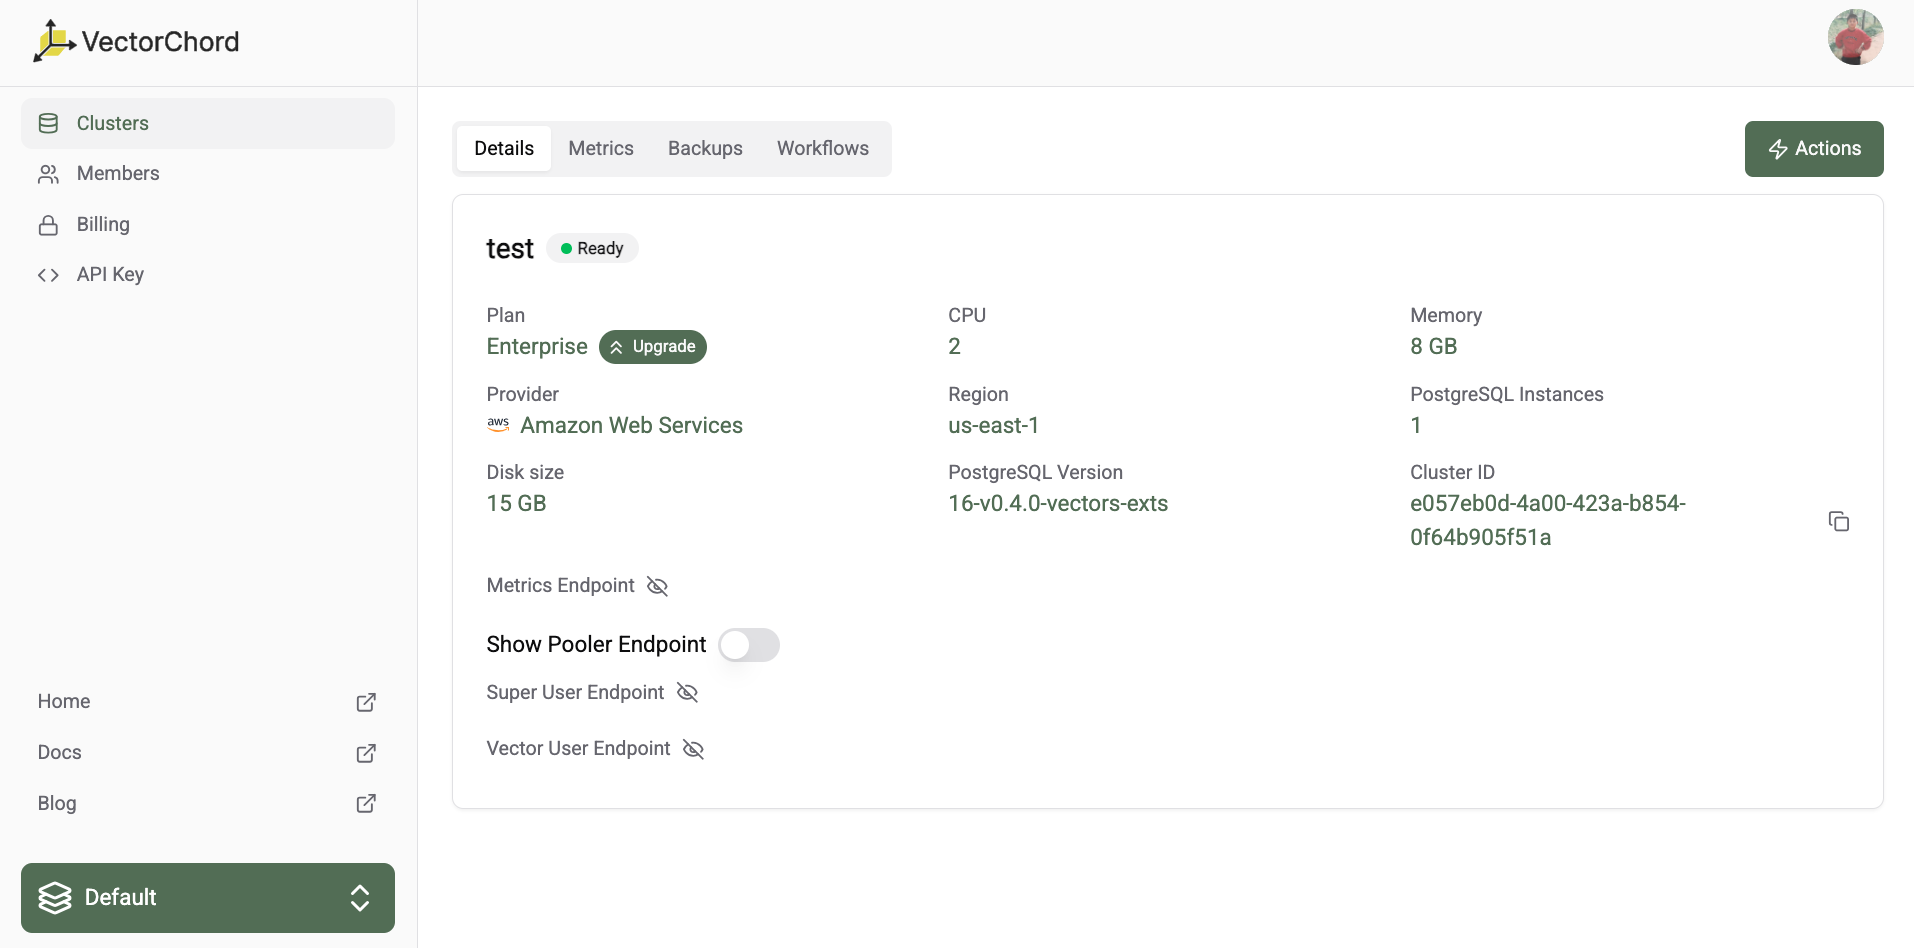 VectorChord
Clusters
Members
Billing
API Key
Home
Docs
Blog
Default
Details Metrics Backups Workflows
Actions
test Ready
Plan
Enterprise Upgrade
CPU
2
Memory
8 GB
Provider
aws Amazon Web Services
Region
us-east-1
PostgreSQL Instances
1
Disk size
15 GB
PostgreSQL Version
16-v0.4.0-vectors-exts
Cluster ID
e057eb0d-4a00-423a-b854-
0f64b905f51a
Metrics Endpoint
Show Pooler Endpoint
Super User Endpoint
Vector User Endpoint